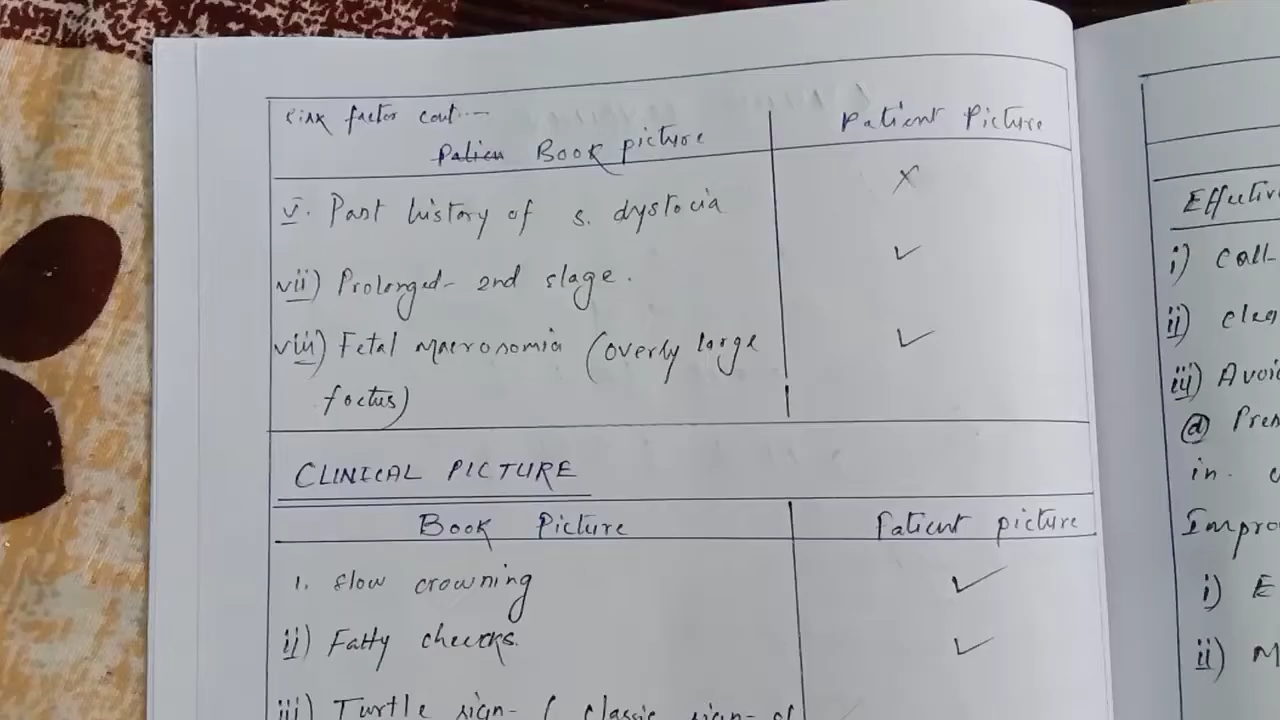 Risk factor cont...
Patien Book picture
Patient Picture
v. Past history of s. dystocia
X
vii) Prolonged- 2nd stage.
✓
viii) Fetal macrosomia (overly large
✓
foetus)
CLINICAL PICTURE
Book Picture
Patient picture
1. slow crowning
✓
ii) Fatty cheeks.
✓
iii) Turtle sign- ( classic sign- of
Effectiv
i) Call-
ii) clea
iii) Avoi
@ Pren
in.
Impro
i) E
ii) M